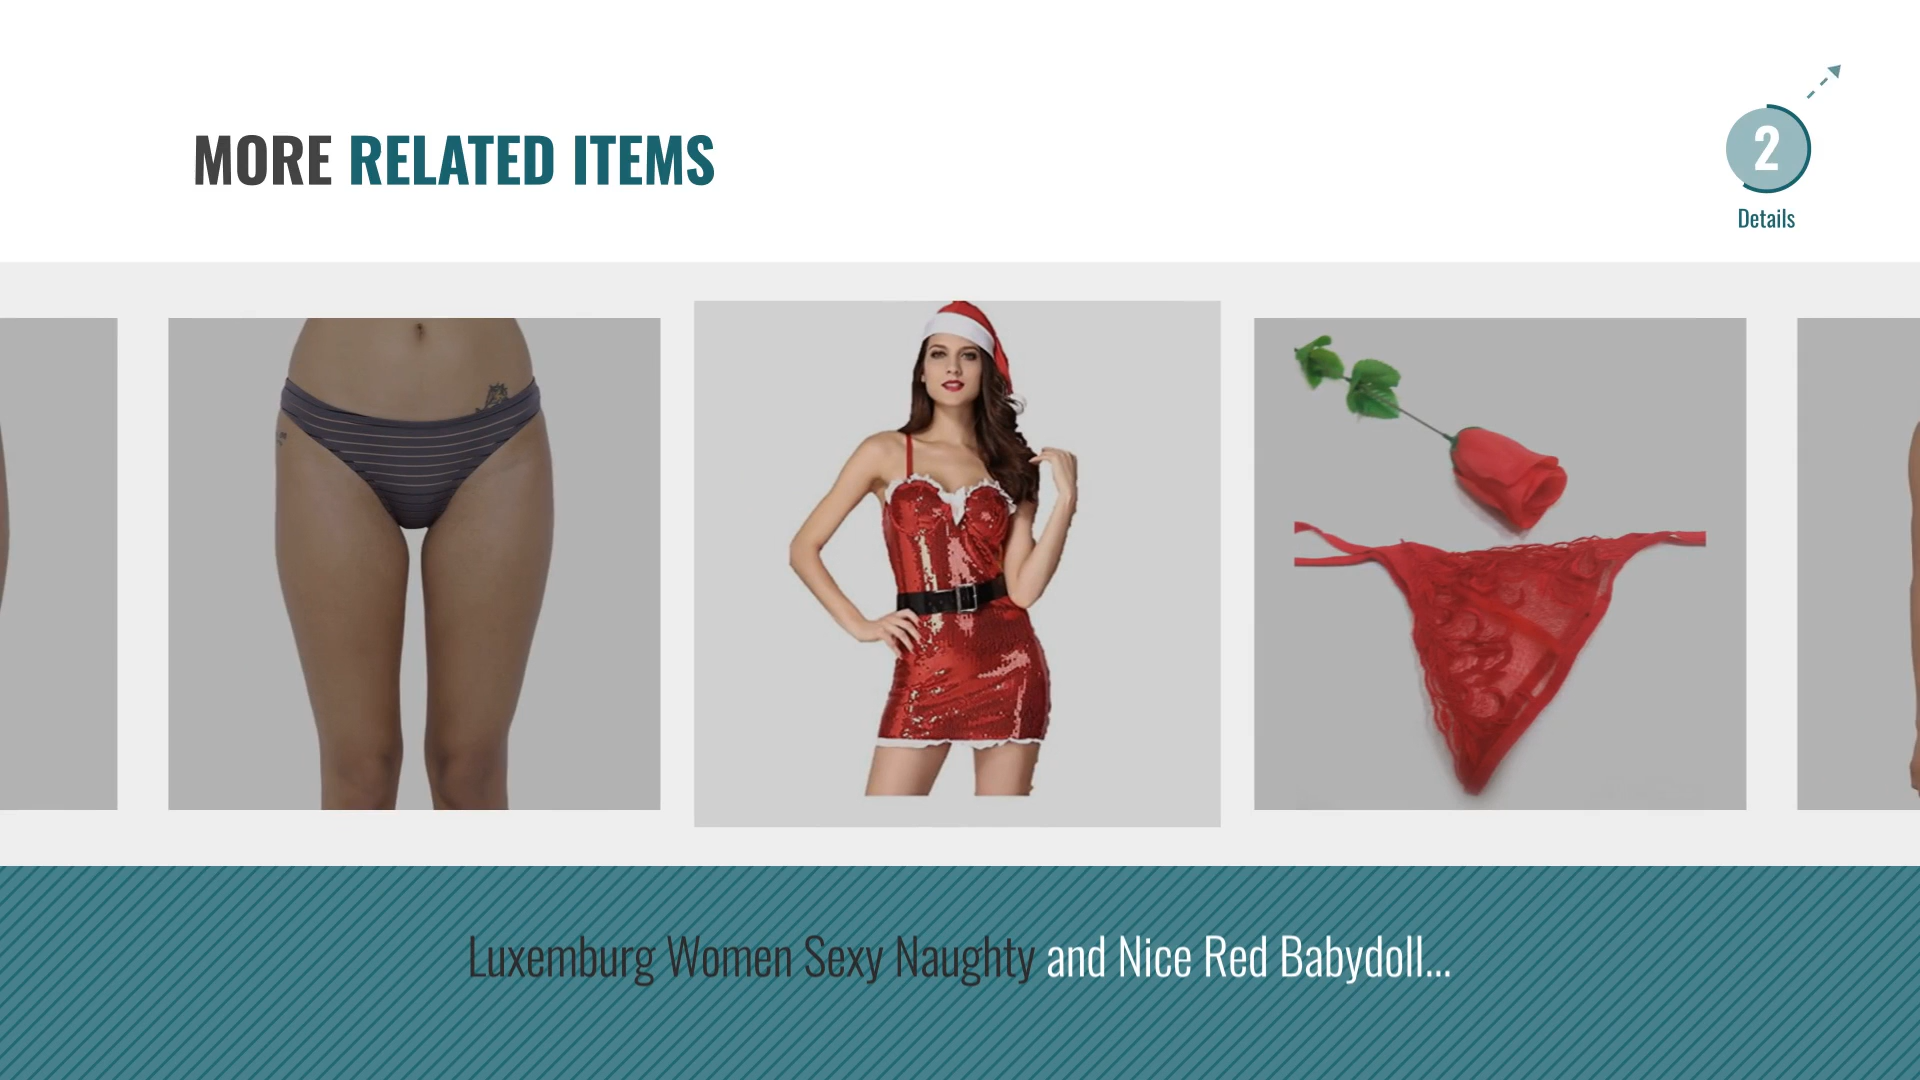 MORE RELATED ITEMS
2
Details
Luxemburg Women Sexy Naughty and Nice Red Babydoll...